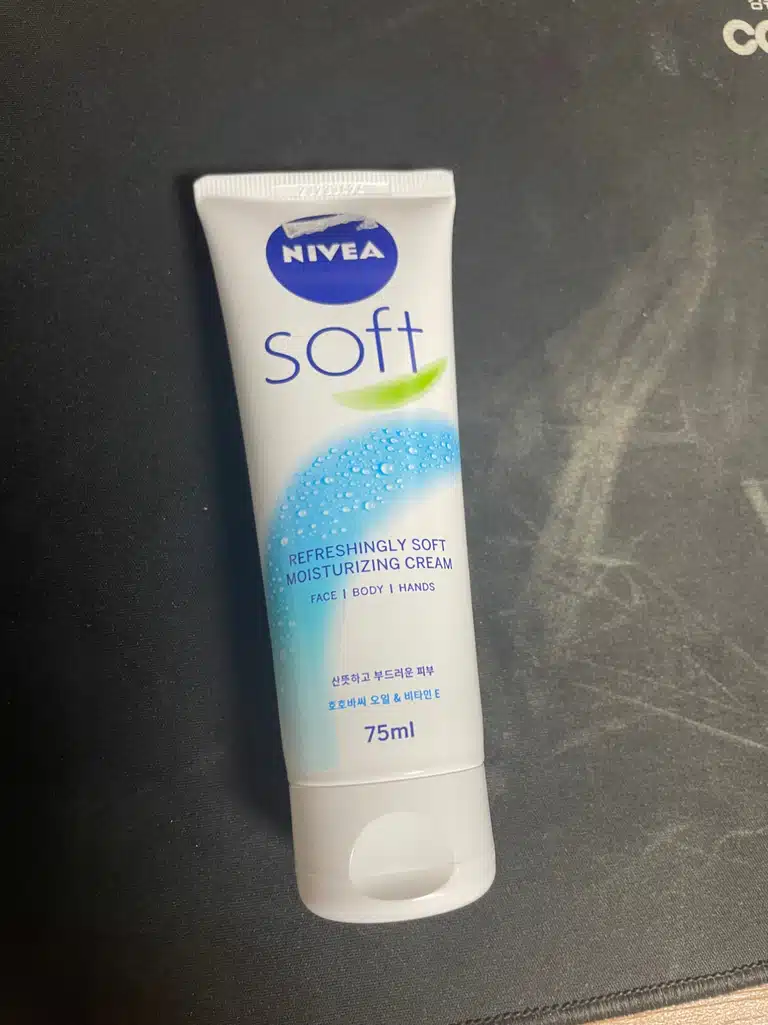 CO
NIVEA
soft
REFRESHINGLY SOFT
MOISTURIZING CREAM
FACE | BODY | HANDS
산뜻하고 부드러운 피부
호호바씨 오일 & 비타민 E
75ml